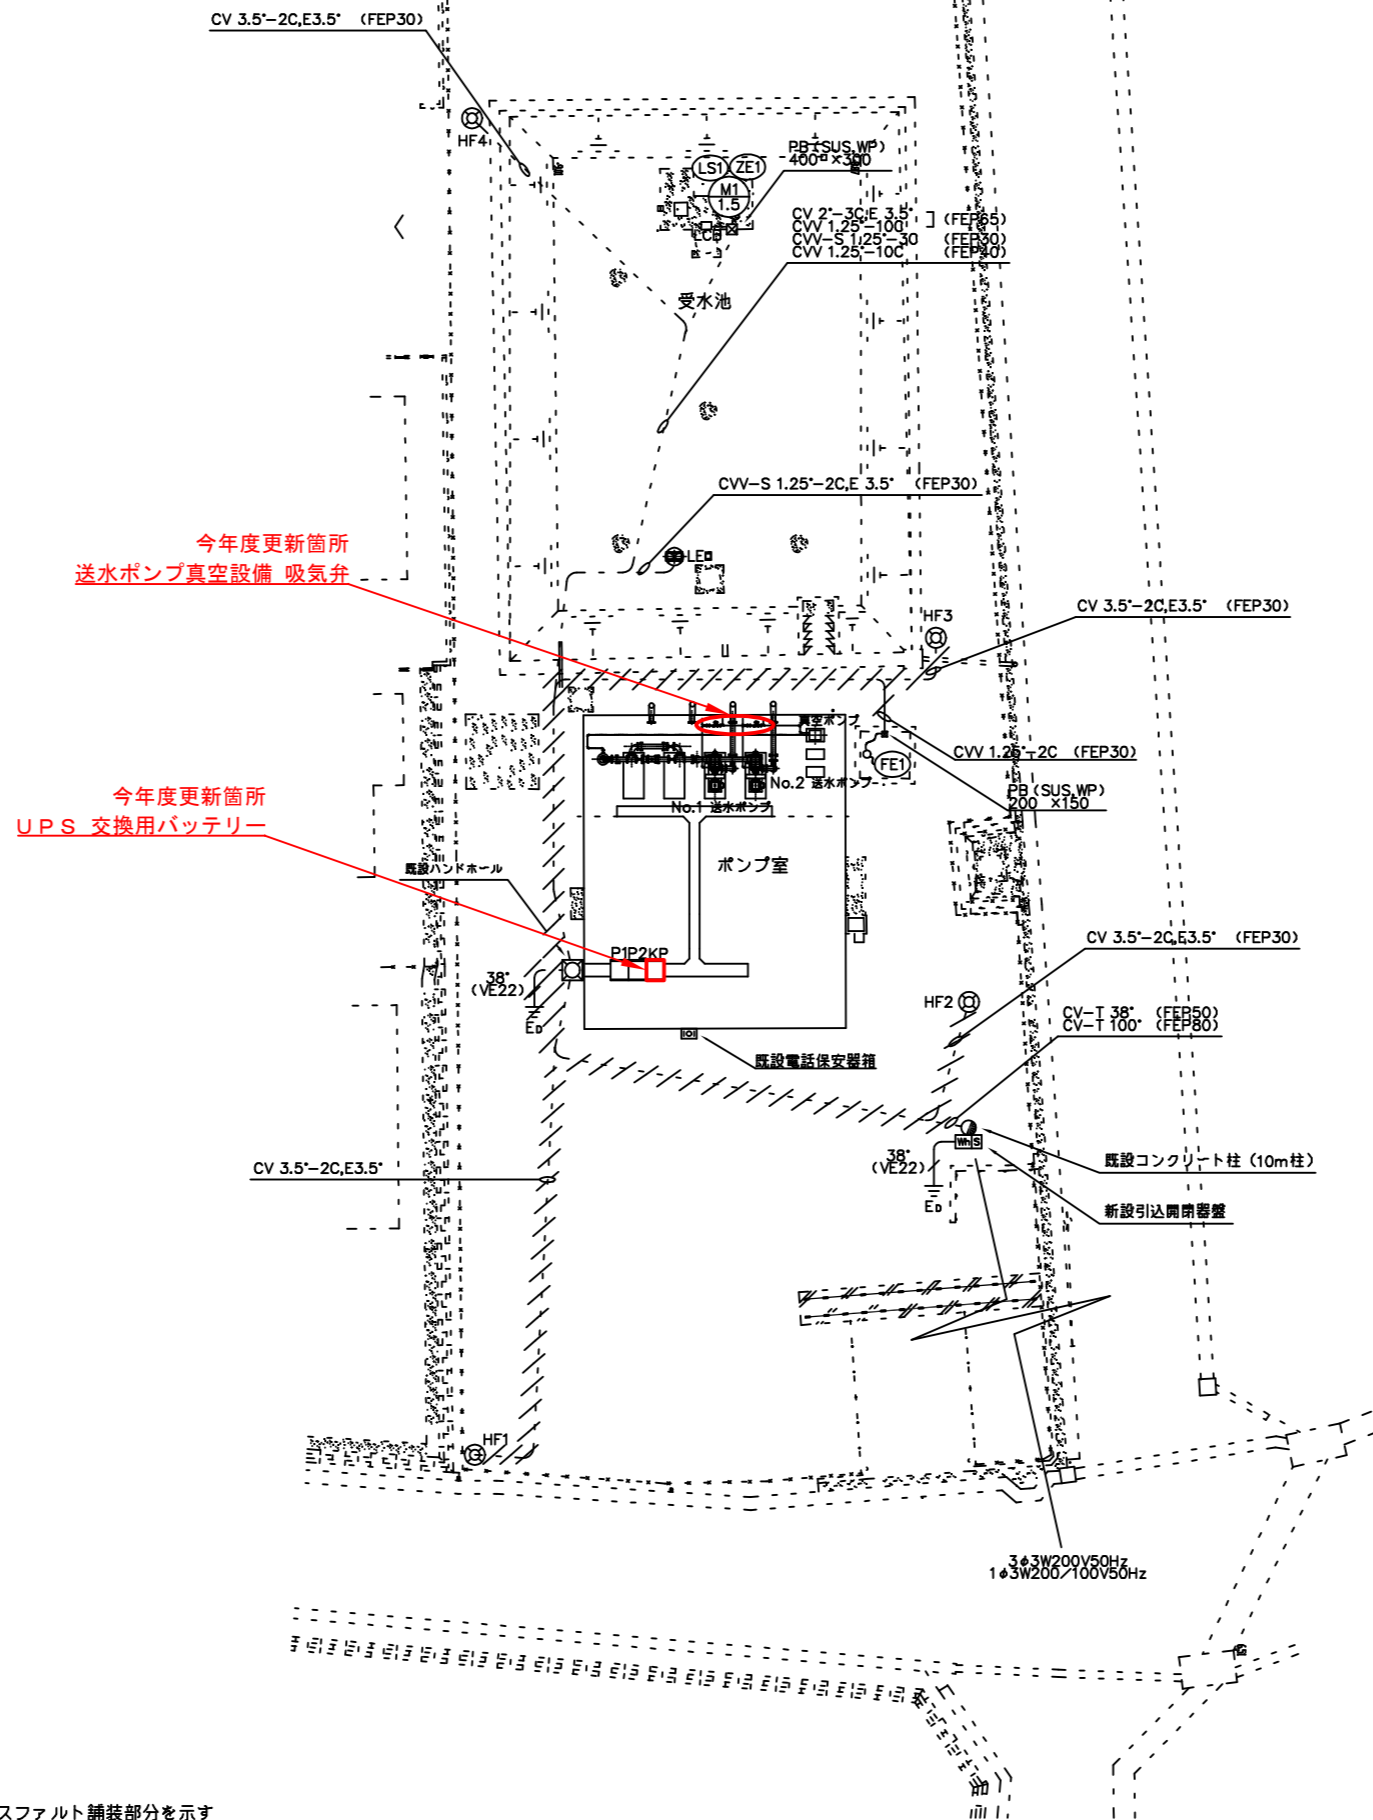 CV 3.5°-2C,E3.5° (FEP30)
HF4
PB (SUS,WP)
400□×300
LS1
ZE1
M1
1.5
LCB
CV 2°-3C,E 3.5°
CVV 1.25°-10C
(FEP65)
CVV-S 1.25°-3C (FEP30)
CVV 1.25°-10C (FEP40)
受水池
CVV-S 1.25°-2C,E 3.5° (FEP30)
今年度更新箇所
送水ポンプ真空設備 吸気弁
LE
CV 3.5°-2C,E3.5° (FEP30)
HF3
真空ポンプ
CVV 1.25°-2C (FEP30)
FE1
No.2 送水ポンプ
PB (SUS,WP)
200 ×150
No.1 送水ポンプ
今年度更新箇所
UPS 交換用バッテリー
ポンプ室
既設ハンドホール
CV 3.5°-2C,E3.5° (FEP30)
P1P2KP
38°
(VE22)
ED
HF2
CV-T 38° (FEP50)
CV-T 100° (FEP80)
既設電話保安器箱
Wh S
38°
(VE22)
ED
既設コンクリート柱 (10m柱)
CV 3.5°-2C,E3.5°
新設引込開閉器盤
HF1
3φ3W200V50Hz
1φ3W200/100V50Hz
スファルト舗装部分を示す